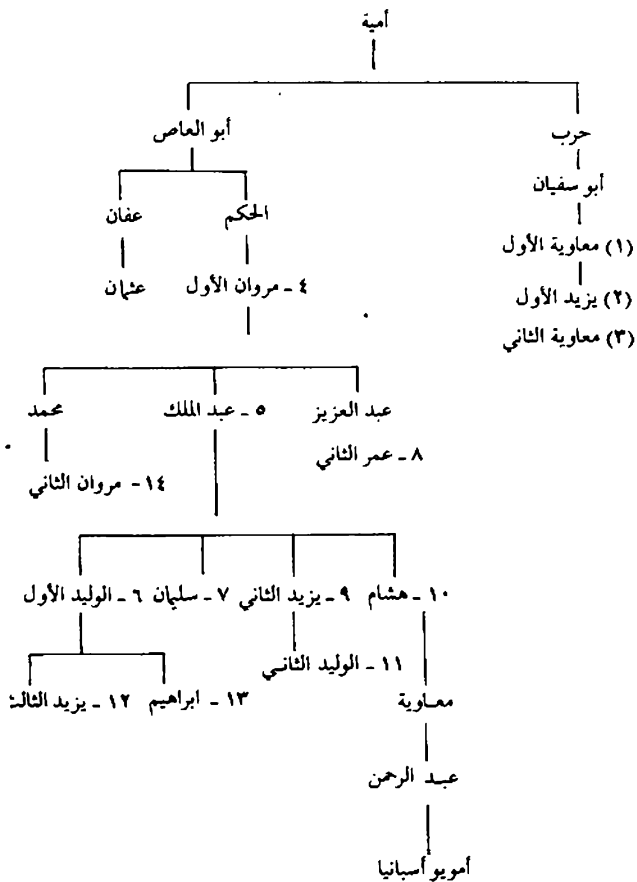 أمية
حرب
أبو العاص
أبو سفيان
الحكم
عفان
(١) معاوية الأول
٤ ـ مروان الأول
عثمان
(٢) يزيد الأول
(٣) معاوية الثاني
عبد العزيز
٥ ـ عبد الملك
محمد
٨ ـ عمر الثاني
١٤ - مروان الثاني
١٠ ـ هشام
٩ ـ يزيد الثاني
٧ ـ سليمان
٦ ـ الوليد الأول
١١ ـ الوليد الثاني
١٣ ـ ابراهيم
١٢ ـ يزيد الثالث
معاوية
عبد الرحمن
أمويو أسبانيا